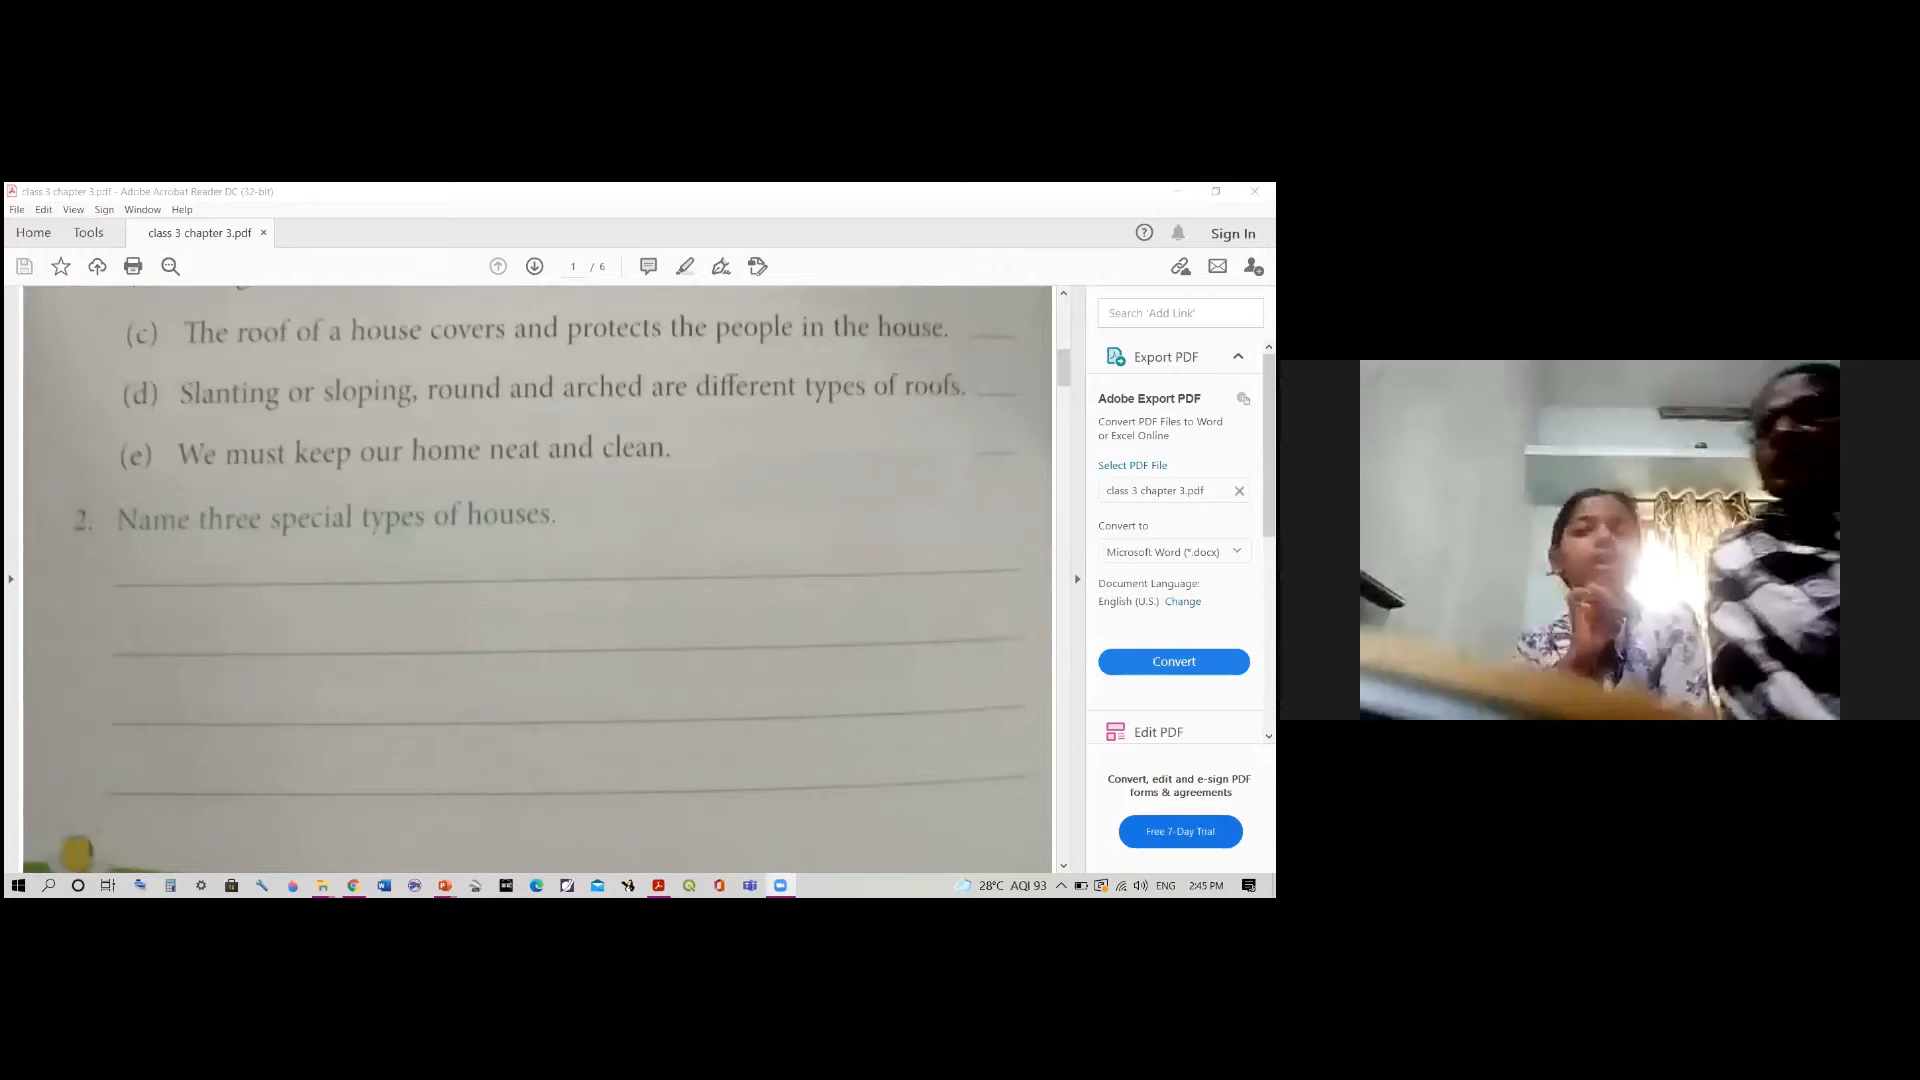 class 3 chapter 3.pdf - Adobe Acrobat Reader DC (32-bit)
File Edit View Sign Window Help
Home Tools class 3 chapter 3.pdf × Sign In
1 / 6
(c) The roof of a house covers and protects the people in the house.
(d) Slanting or sloping, round and arched are different types of roofs.
(e) We must keep our home neat and clean.
2. Name three special types of houses.
Search 'Add Link'
Export PDF
Adobe Export PDF
Convert PDF Files to Word
or Excel Online
Select PDF File
class 3 chapter 3.pdf
Convert to
Microsoft Word (*.docx)
Document Language:
English (U.S.) Change
Convert
Edit PDF
Convert, edit and e-sign PDF
forms & agreements
Free 7-Day Trial
28°C AQI 93 ENG 2:45 PM